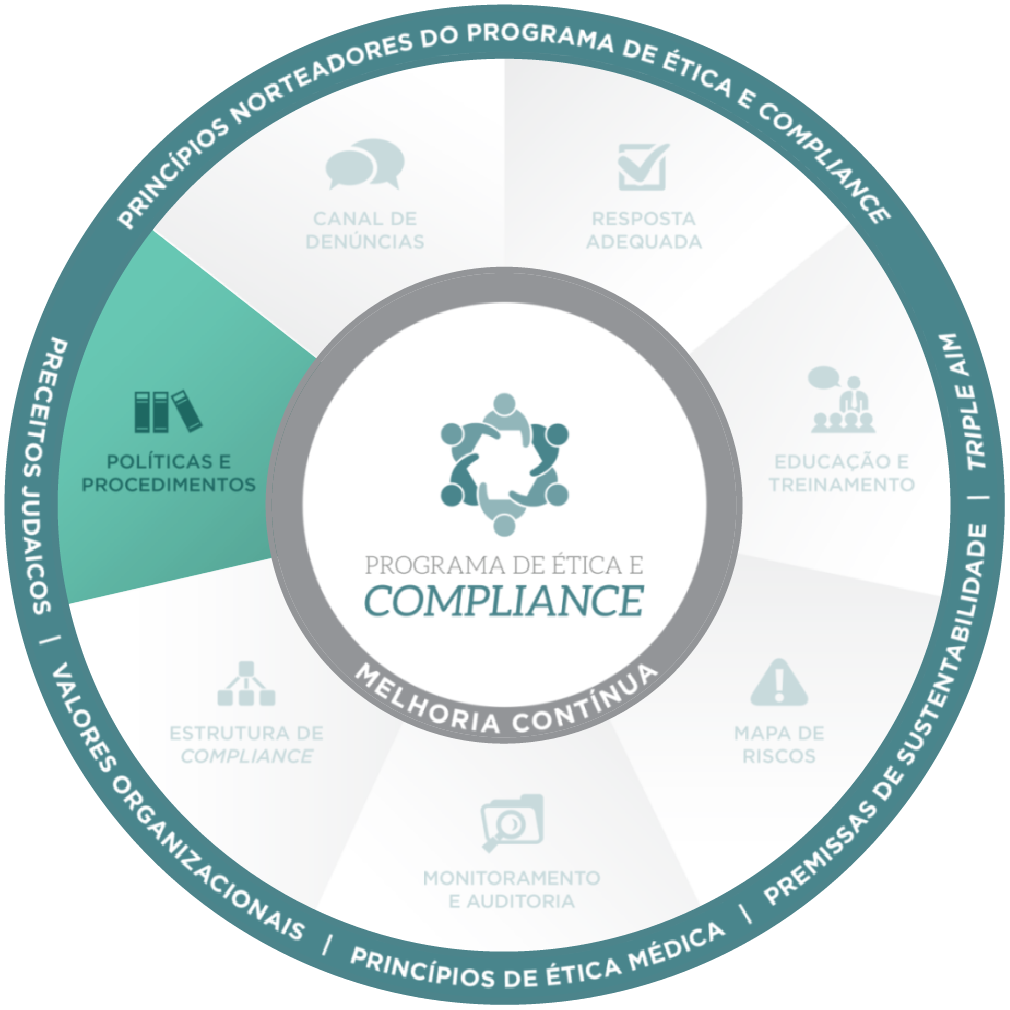 PRINCÍPIOS NORTEADORES DO PROGRAMA DE ÉTICA E COMPLIANCE
CANAL DE
DENÚNCIAS
RESPOSTA
ADEQUADA
POLÍTICAS E
PROCEDIMENTOS
EDUCAÇÃO E
TREINAMENTO
PROGRAMA DE ÉTICA E
COMPLIANCE
MELHORIA CONTÍNUA
ESTRUTURA DE
COMPLIANCE
MAPA DE
RISCOS
MONITORAMENTO
E AUDITORIA
PRECEITOS JUDAICOS | VALORES ORGANIZACIONAIS | PRINCÍPIOS DE ÉTICA MÉDICA | PREMISSAS DE SUSTENTABILIDADE | TRIPLE AIM